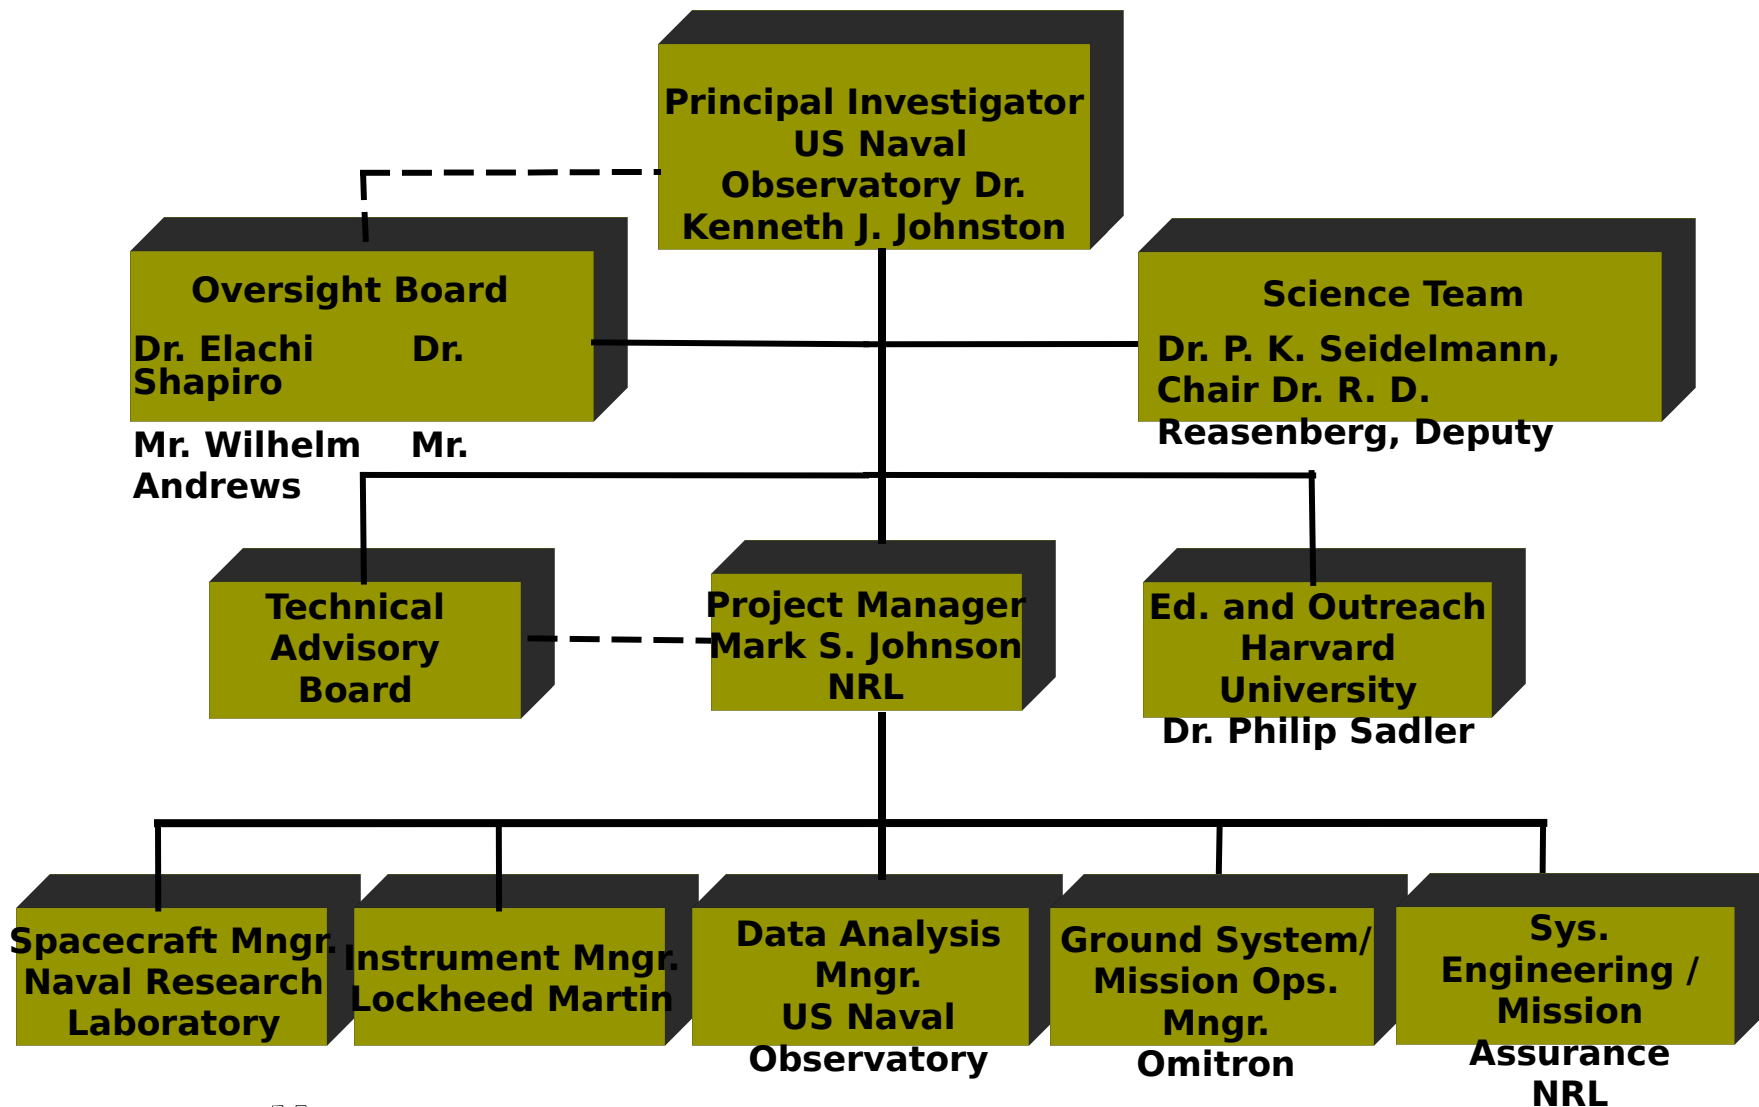 Principal Investigator
US Naval
Observatory Dr.
Kenneth J. Johnston
Oversight Board
Dr. Elachi Dr.
Shapiro
Mr. Wilhelm Mr.
Andrews
Science Team
Dr. P. K. Seidelmann,
Chair Dr. R. D.
Reasenberg, Deputy
Technical
Advisory
Board
Project Manager
Mark S. Johnson
NRL
Ed. and Outreach
Harvard
University
Dr. Philip Sadler
Spacecraft Mngr.
Naval Research
Laboratory
Instrument Mngr.
Lockheed Martin
Data Analysis
Mngr.
US Naval
Observatory
Ground System/
Mission Ops.
Mngr.
Omitron
Sys.
Engineering /
Mission
Assurance
NRL